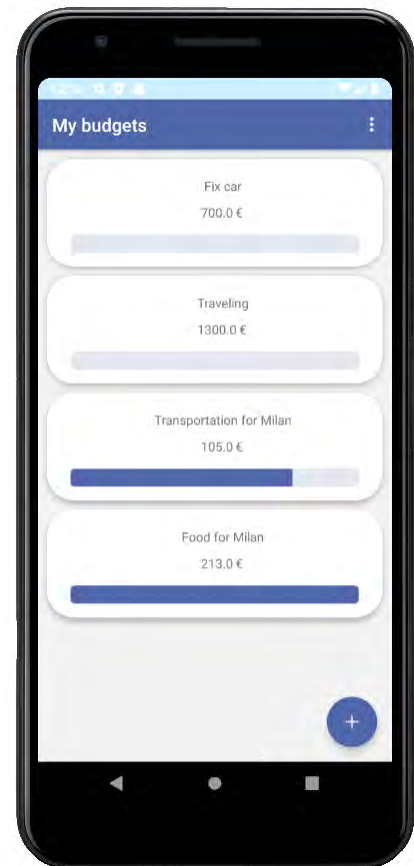 My budgets
Fix car
700.0 €
Traveling
1300.0 €
Transportation for Milan
105.0 €
Food for Milan
213.0 €
+